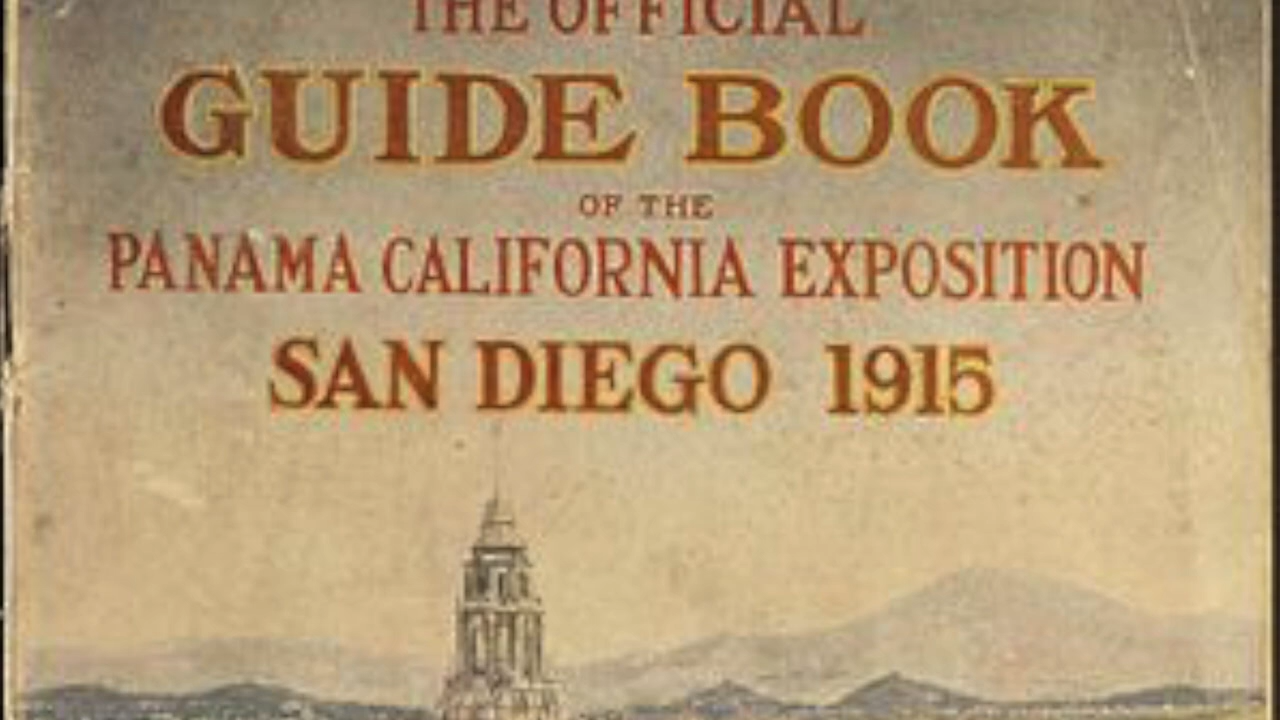 THE OFFICIAL
GUIDE BOOK
OF THE
PANAMA CALIFORNIA EXPOSITION
SAN DIEGO 1915